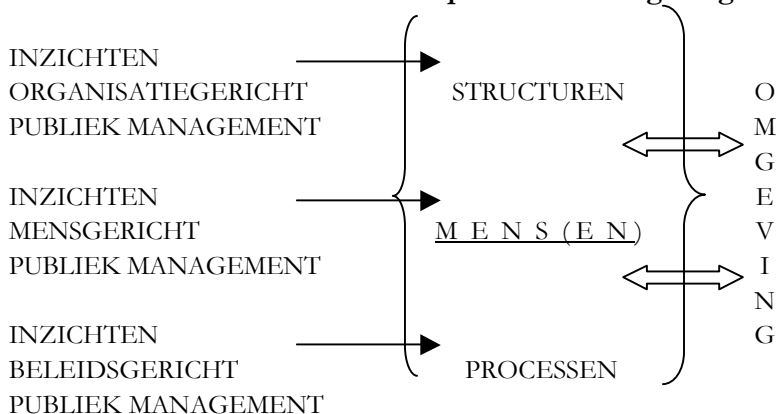 INZICHTEN
ORGANISATIEGERICHT
PUBLIEK MANAGEMENT
STRUCTUREN
INZICHTEN
MENSGERICHT
PUBLIEK MANAGEMENT
M E N S (E N)
INZICHTEN
BELEIDSGERICHT
PUBLIEK MANAGEMENT
PROCESSEN
O
M
G
E
V
I
N
G